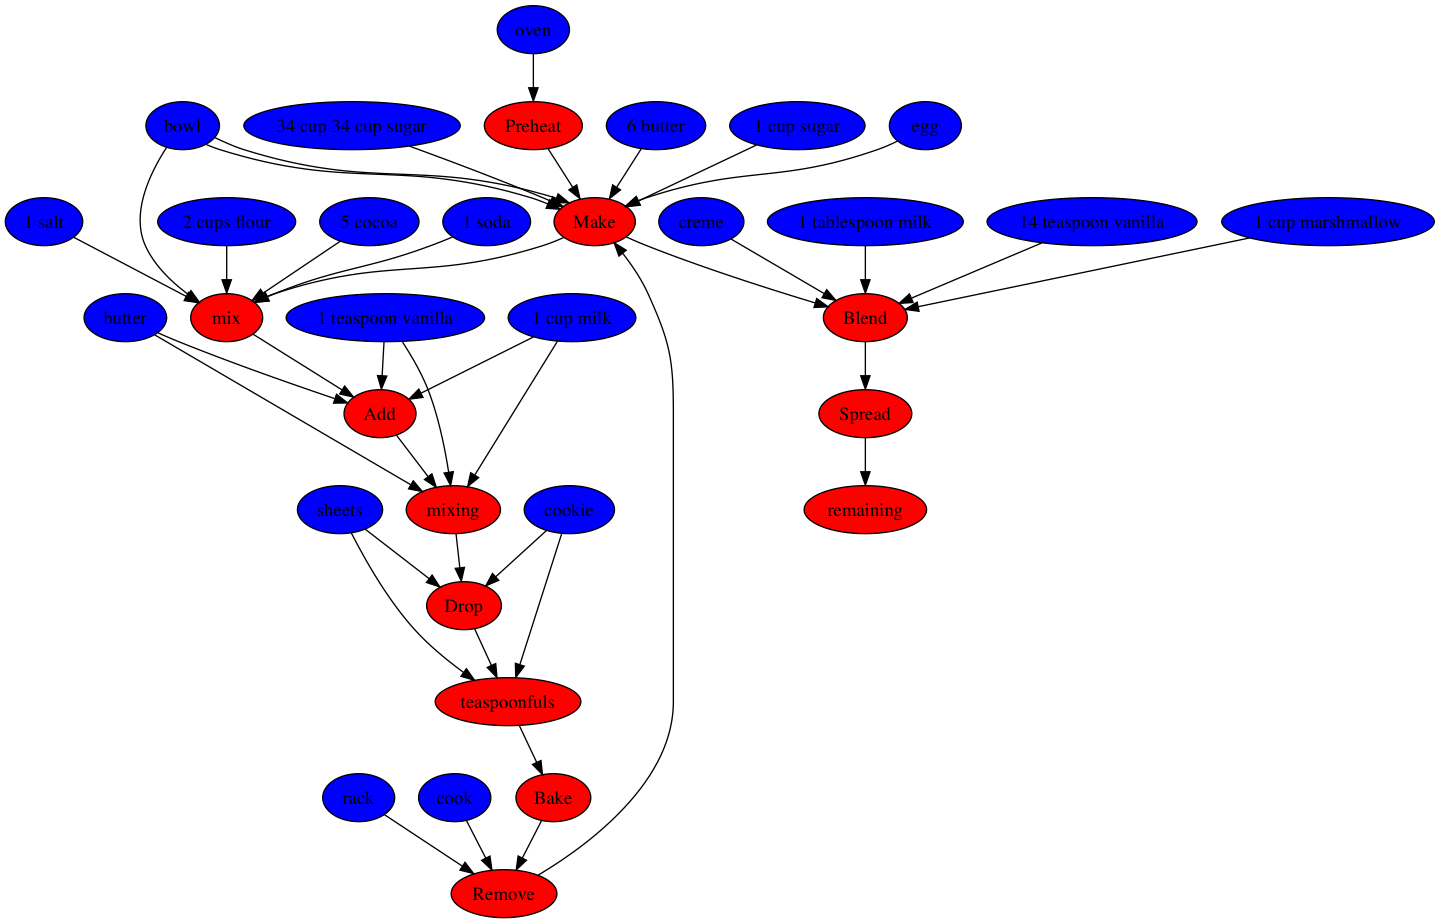 oven
bowl
34 cup 34 cup sugar
Preheat
6 butter
1 cup sugar
egg
1 salt
2 cups flour
5 cocoa
1 soda
Make
creme
1 tablespoon milk
14 teaspoon vanilla
1 cup marshmallow
butter
mix
1 teaspoon vanilla
1 cup milk
Blend
Add
Spread
sheets
mixing
cookie
remaining
Drop
teaspoonfuls
rack
cook
Bake
Remove